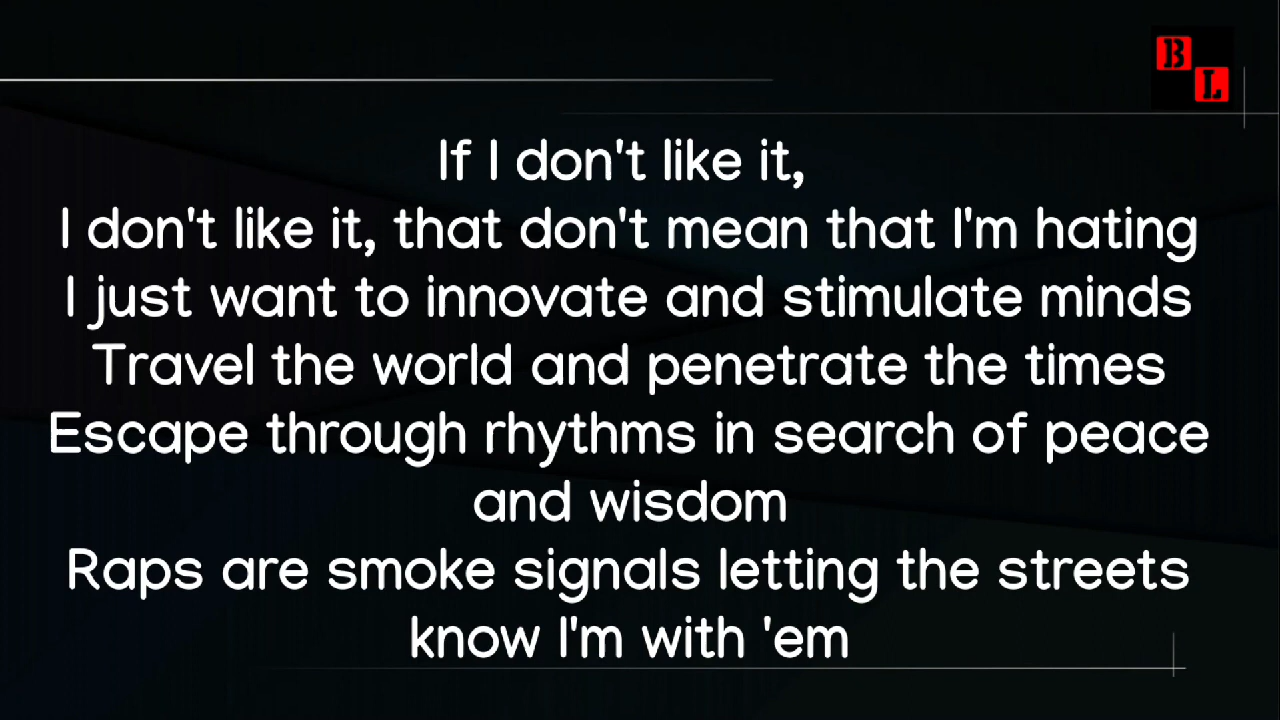 B
L
If I don't like it,
I don't like it, that don't mean that I'm hating
I just want to innovate and stimulate minds
Travel the world and penetrate the times
Escape through rhythms in search of peace
and wisdom
Raps are smoke signals letting the streets
know I'm with 'em